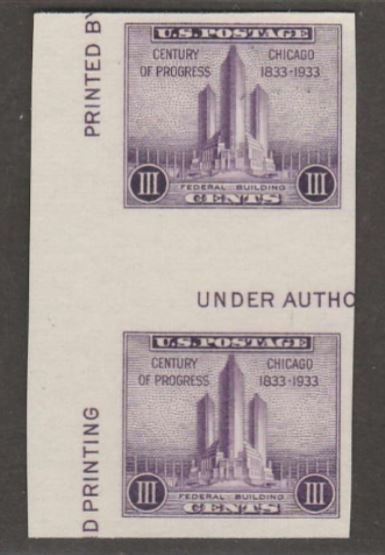 PRINTED BY
U.S. POSTAGE
CENTURY CHICAGO
OF PROGRESS 1833-1933
III III
FEDERAL BUILDING
CENTS
UNDER AUTHO
U.S. POSTAGE
CENTURY CHICAGO
OF PROGRESS 1833-1933
D PRINTING
III III
FEDERAL BUILDING
CENTS